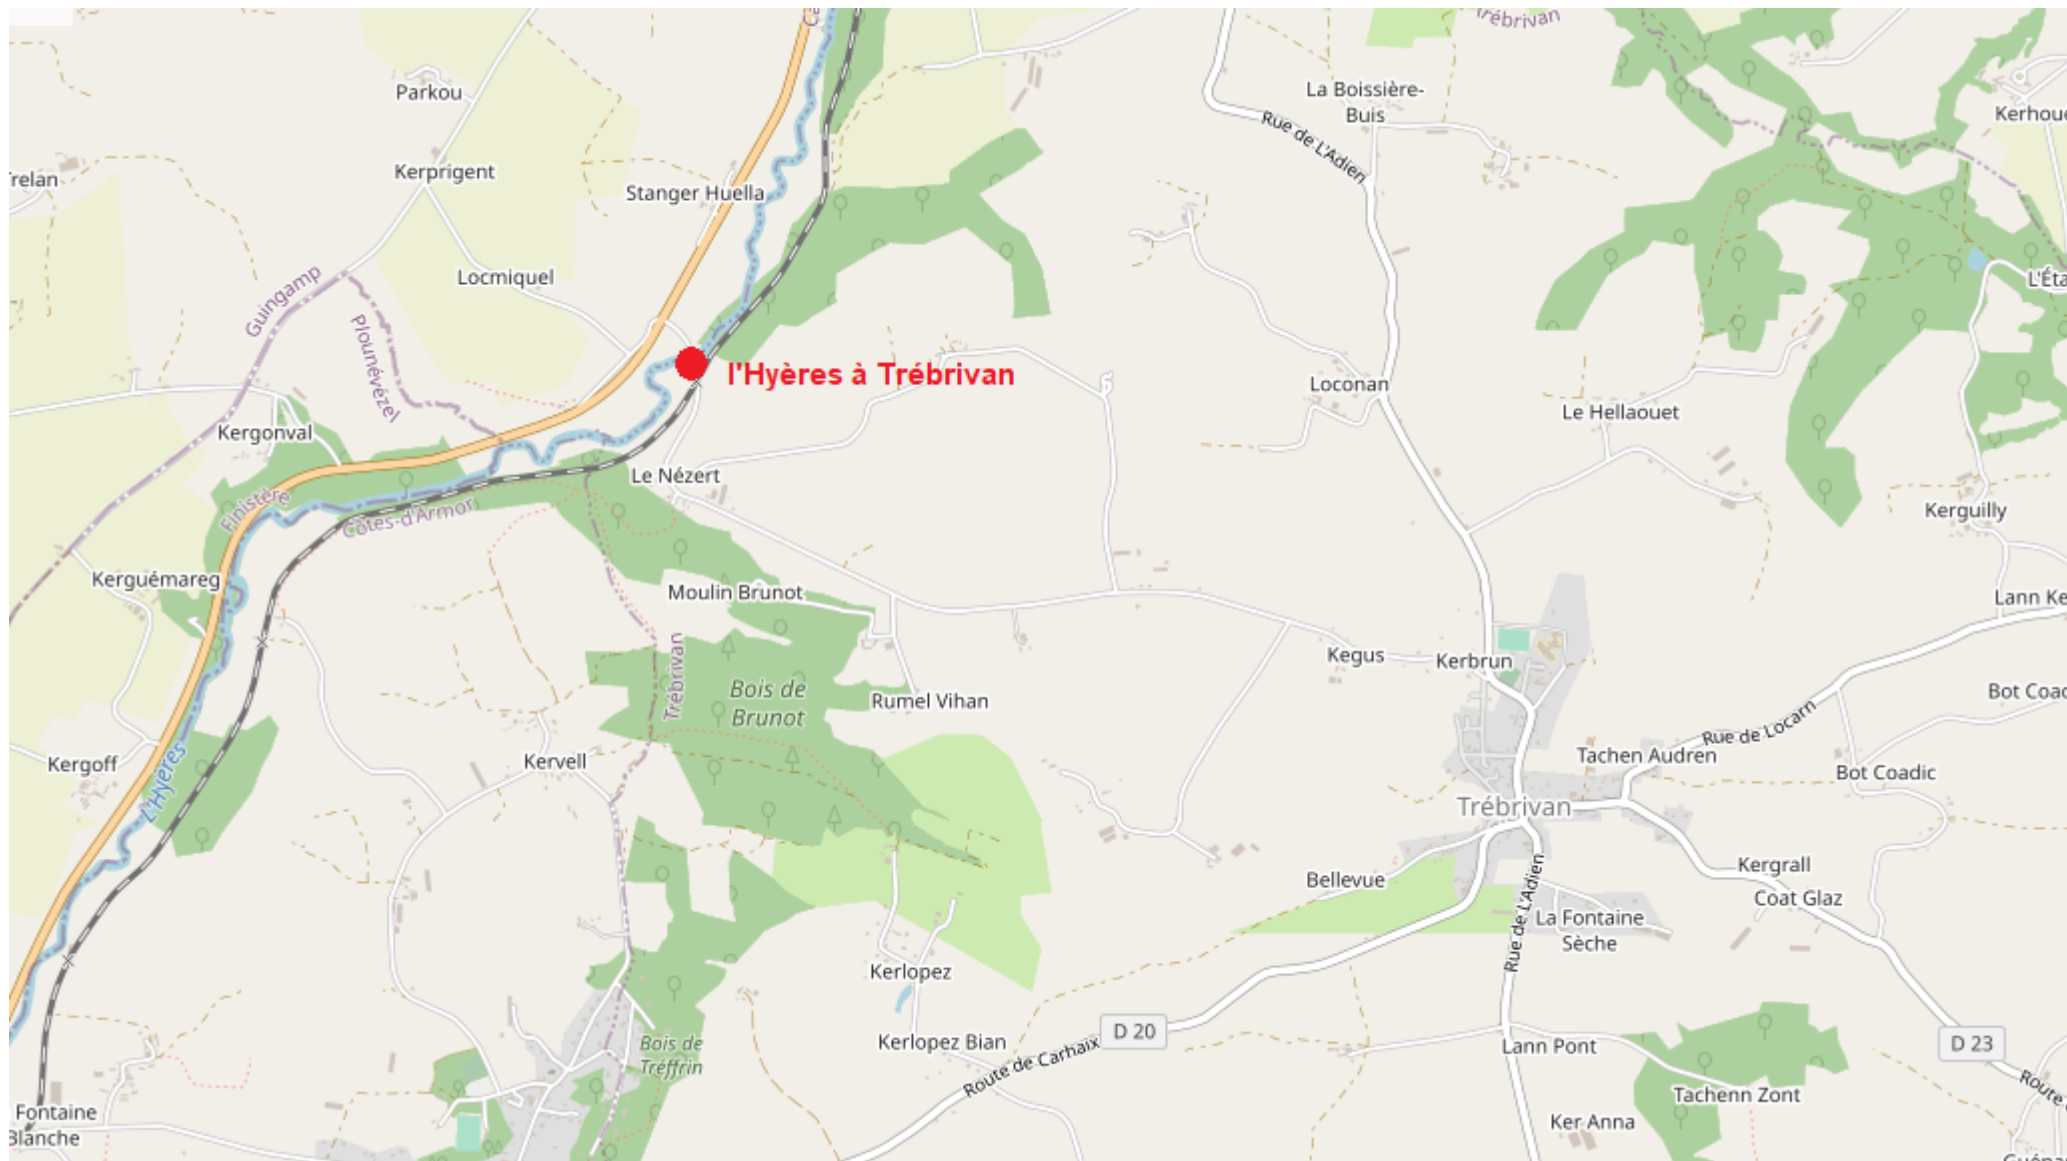 Trébrivan
Parkou
La Boissière-
Buis
Kerhoue
Rue de L'Adien
Kerprigent
Trelan
Stanger Huella
Locmiquel
L'Éta
Guingamp
Plounévézel
l'Hyères à Trébrivan
Loconan
Le Hellaouet
Kergonval
Le Nézert
Finistère
Côtes-d'Armor
Kerguilly
Kerguémareg
Moulin Brunot
Lann Ke
Trébrivan
Kegus
Kerbrun
Bois de
Brunot
Rumel Vihan
Bot Coad
Rue de Locarn
Kergoff
Kervell
Tachen Audren
Bot Coadic
L'Hyères
Trébrivan
Kergrall
Bellevue
Coat Glaz
Rue de L'Adien
La Fontaine
Sèche
Kerlopez
D 20
Kerlopez Bian
Bois de
Tréffrin
Route de Carhaix
Lann Pont
D 23
Route
Tachenn Zont
Fontaine
Blanche
Ker Anna